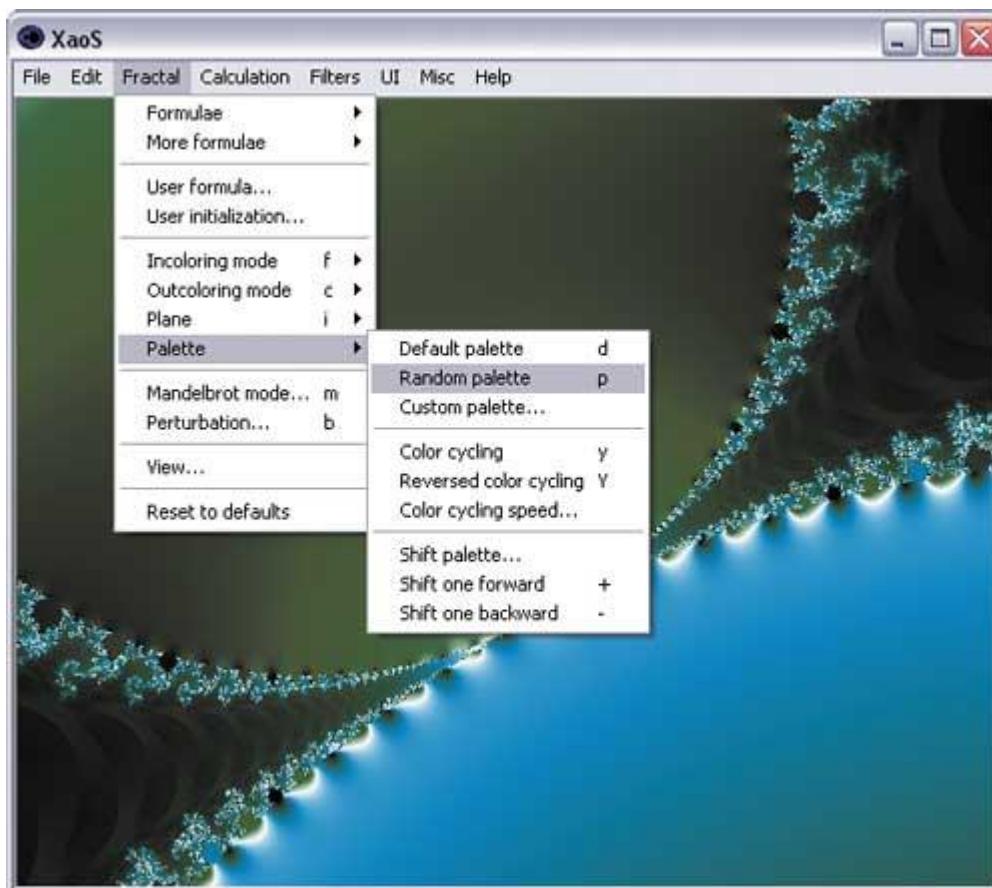 XaoS
File Edit Fractal Calculation Filters UI Misc Help
Formulae
More formulae
User formula...
User initialization...
Incoloring mode f
Outcoloring mode c
Plane i
Palette
Mandelbrot mode... m
Perturbation... b
View...
Reset to defaults
Default palette d
Random palette p
Custom palette...
Color cycling y
Reversed color cycling Y
Color cycling speed...
Shift palette...
Shift one forward +
Shift one backward -